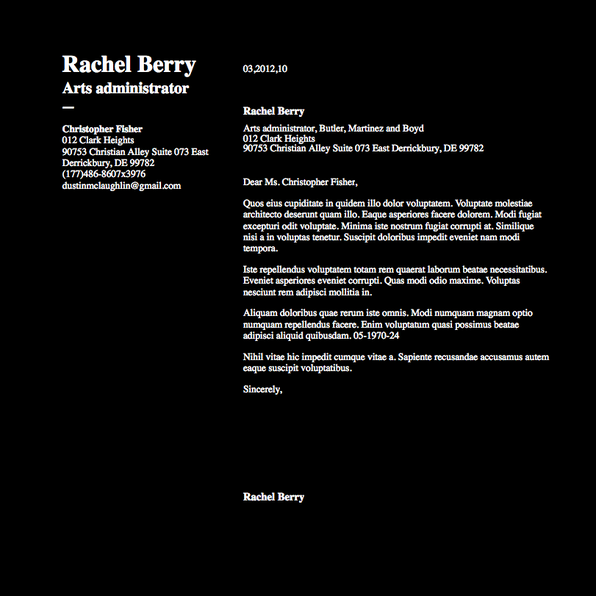 Rachel Berry
Arts administrator
—
Christopher Fisher
012 Clark Heights
90753 Christian Alley Suite 073 East
Derrickbury, DE 99782
(177)486-8607x3976
dustinmclaughlin@gmail.com
03,2012,10
Rachel Berry
Arts administrator, Butler, Martinez and Boyd
012 Clark Heights
90753 Christian Alley Suite 073 East Derrickbury, DE 99782
Dear Ms. Christopher Fisher,
Quos eius cupiditate in quidem illo dolor voluptatem. Voluptate molestiae
architecto deserunt quam illo. Eaque asperiores facere dolorem. Modi fugiat
excepturi odit voluptate. Minima iste nostrum fugiat corrupti at. Similique
nisi a in voluptas tenetur. Suscipit doloribus impedit eveniet nam modi
tempora.
Iste repellendus voluptatem totam rem quaerat laborum beatae necessitatibus.
Eveniet asperiores eveniet corrupti. Quas modi odio maxime. Voluptas
nesciunt rem adipisci mollitia in.
Aliquam doloribus quae rerum iste omnis. Modi numquam magnam optio
numquam repellendus facere. Enim voluptatum quasi possimus beatae
adipisci aliquid quibusdam. 05-1970-24
Nihil vitae hic impedit cumque vitae a. Sapiente recusandae accusamus autem
eaque suscipit voluptatibus.
Sincerely,
Rachel Berry